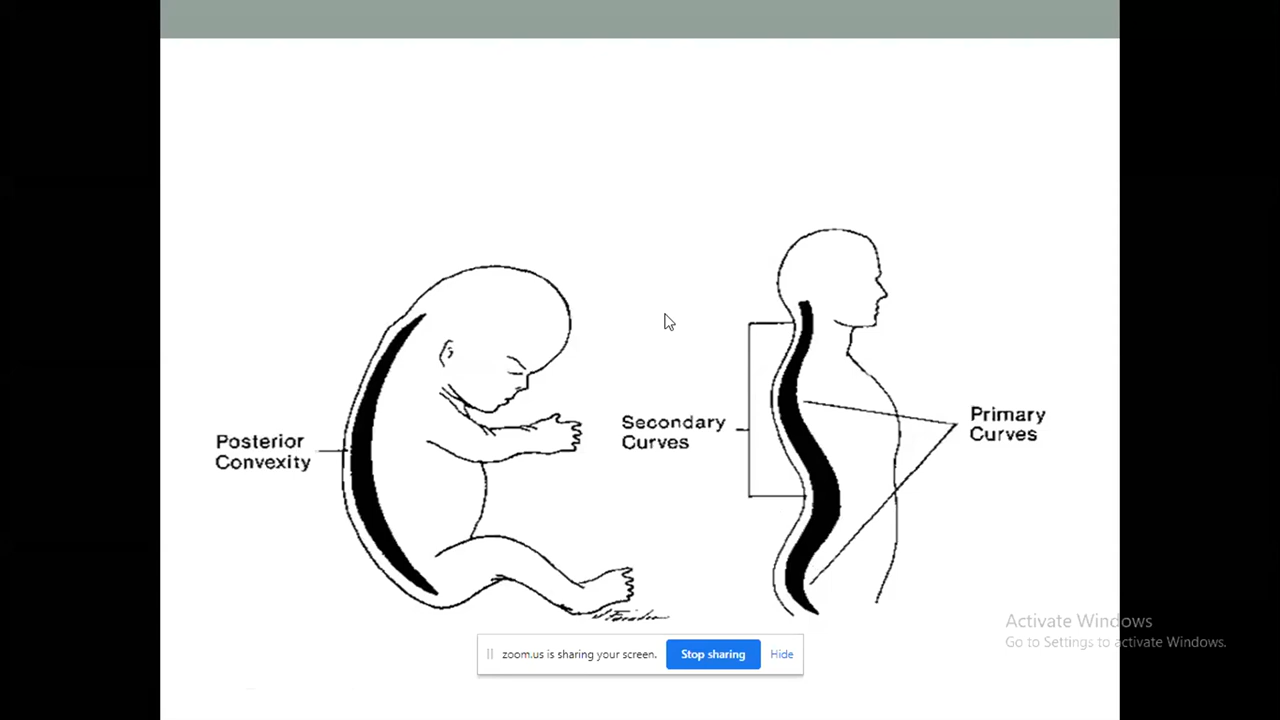 Posterior
Convexity
Secondary
Curves
Primary
Curves
Activate Windows
Go to Settings to activate Windows.
zoom.us is sharing your screen.
Stop sharing
Hide